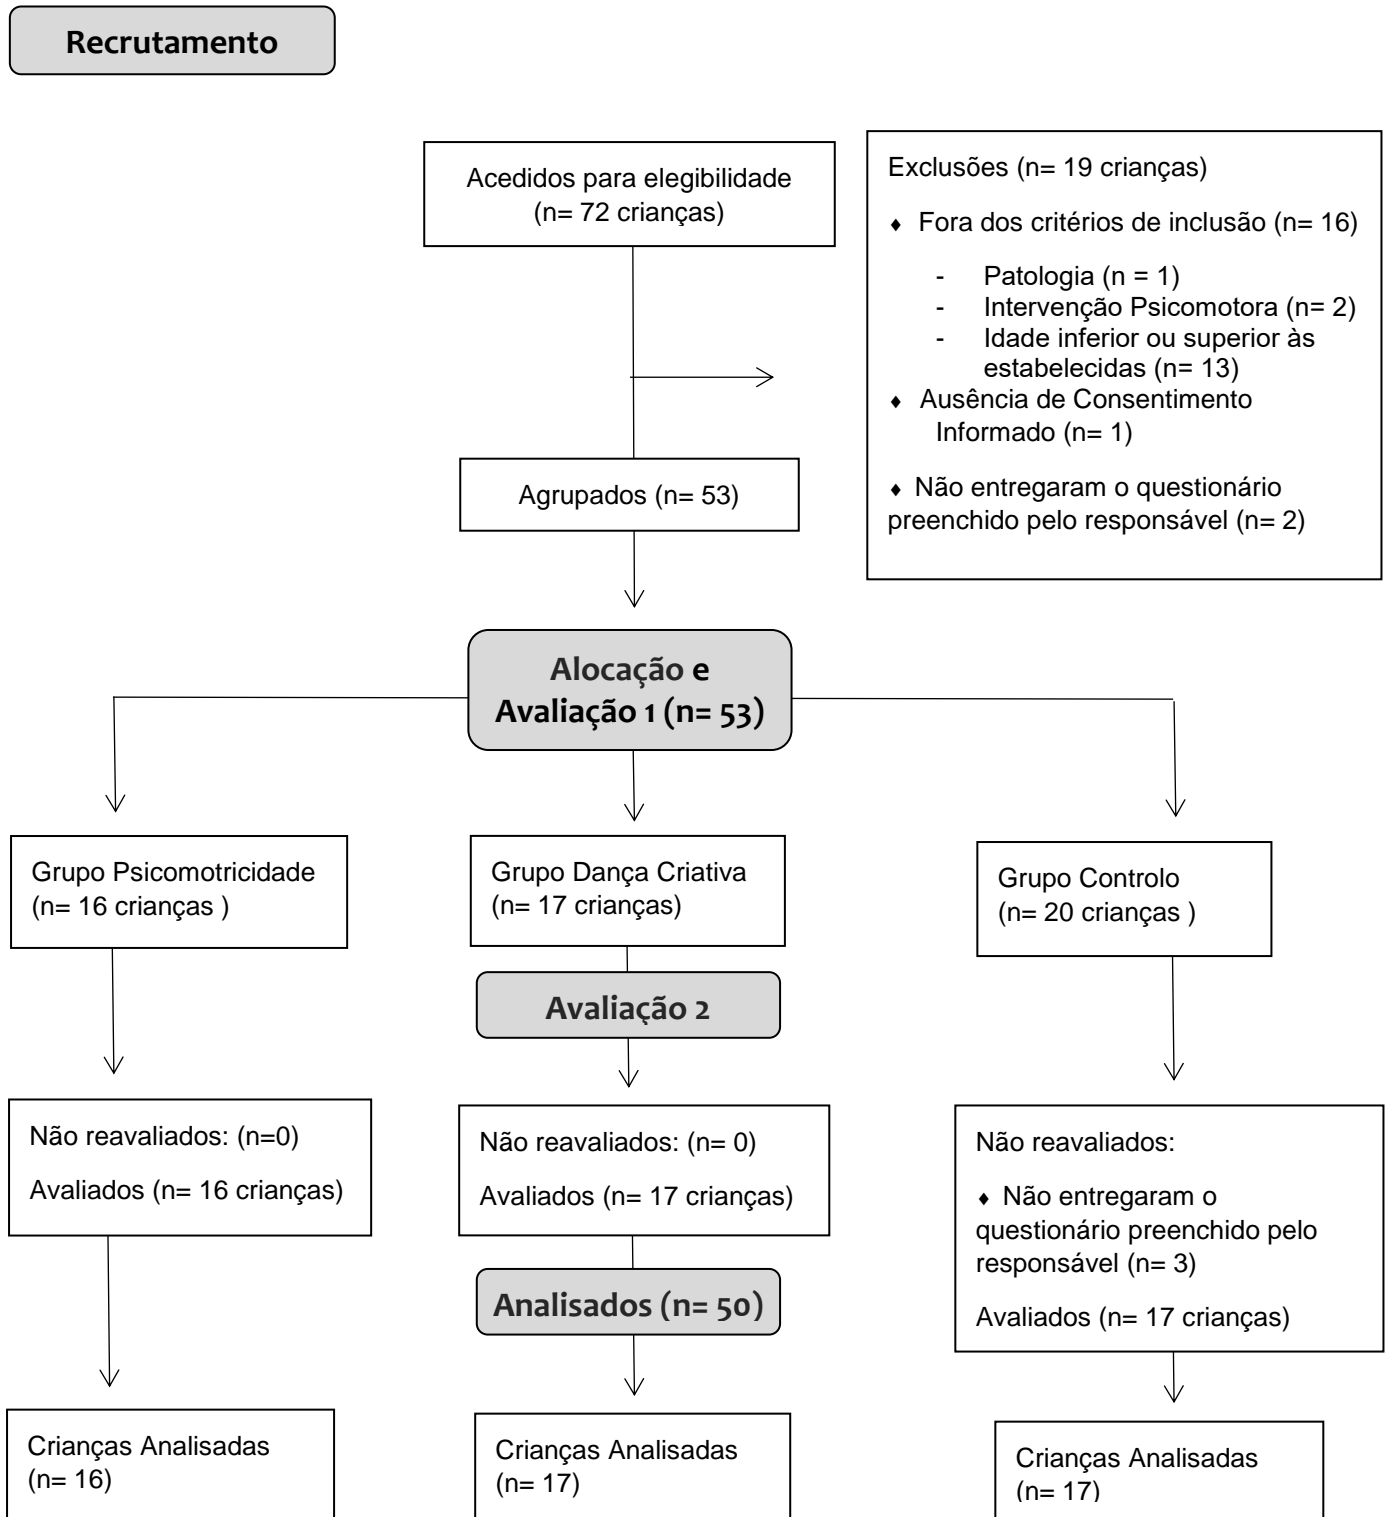 Recrutamento
Acedidos para elegibilidade
(n= 72 crianças)
Exclusões (n= 19 crianças)
♦ Fora dos critérios de inclusão (n= 16)
- Patologia (n = 1)
- Intervenção Psicomotora (n= 2)
- Idade inferior ou superior às
estabelecidas (n= 13)
♦ Ausência de Consentimento
Informado (n= 1)
♦ Não entregaram o questionário
preenchido pelo responsável (n= 2)
Agrupados (n= 53)
Alocação e
Avaliação 1 (n= 53)
Grupo Psicomotricidade
(n= 16 crianças )
Grupo Dança Criativa
(n= 17 crianças)
Grupo Controlo
(n= 20 crianças )
Avaliação 2
Não reavaliados: (n=0)
Avaliados (n= 16 crianças)
Não reavaliados: (n= 0)
Avaliados (n= 17 crianças)
Não reavaliados:
♦ Não entregaram o
questionário preenchido pelo
responsável (n= 3)
Avaliados (n= 17 crianças)
Analisados (n= 50)
Crianças Analisadas
(n= 16)
Crianças Analisadas
(n= 17)
Crianças Analisadas
(n= 17)